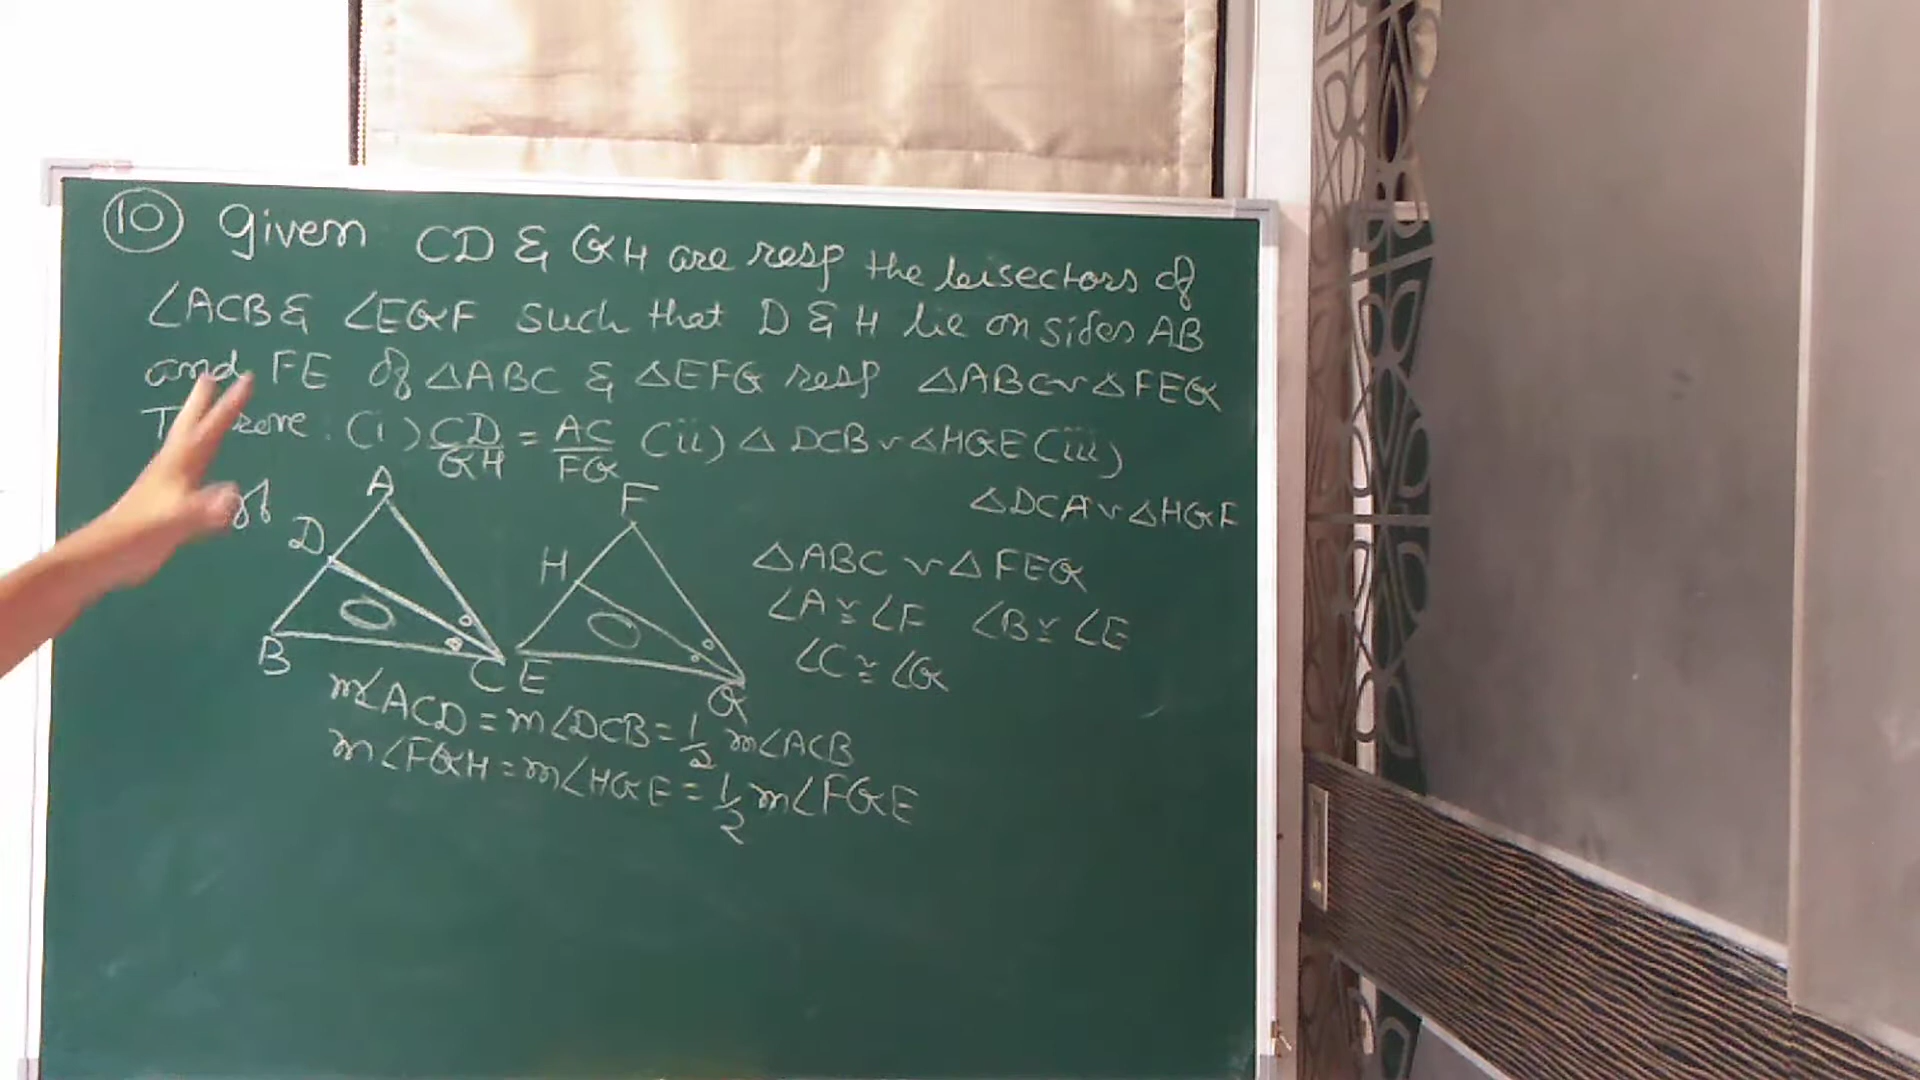 10 Given CD & GH are resp the bisectors of
∠ACB & ∠EGF such that D & H lie on sides AB
and FE of △ABC & △EFG resp △ABC ~ △FEG
(i) CD/GH = AC/FG (ii) △DCB ~ △HGE (iii)
△DCA ~ △HGF
A
D
B
C
F
H
E
G
△ABC ~ △FEG
∠A ≅ ∠F ∠B ≅ ∠E
∠C ≅ ∠G
m∠ACD = m∠DCB = 1/2 m∠ACB
m∠FGH = m∠HGE = 1/2 m∠FGE